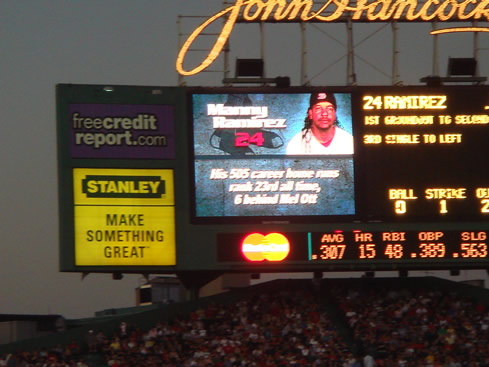 John Hancock
freecredit
report.com
STANLEY
MAKE
SOMETHING
GREAT
Manny
Ramirez
24
His 505 career home runs
rank 23rd all time,
6 behind Mel Ott
24 RAMIREZ
1ST GROUNDOUT TO SECOND
3RD SINGLE TO LEFT
BALL STRIKE
0 1
MasterCard
AVG HR RBI OBP SLG
.307 15 48 .389 .563